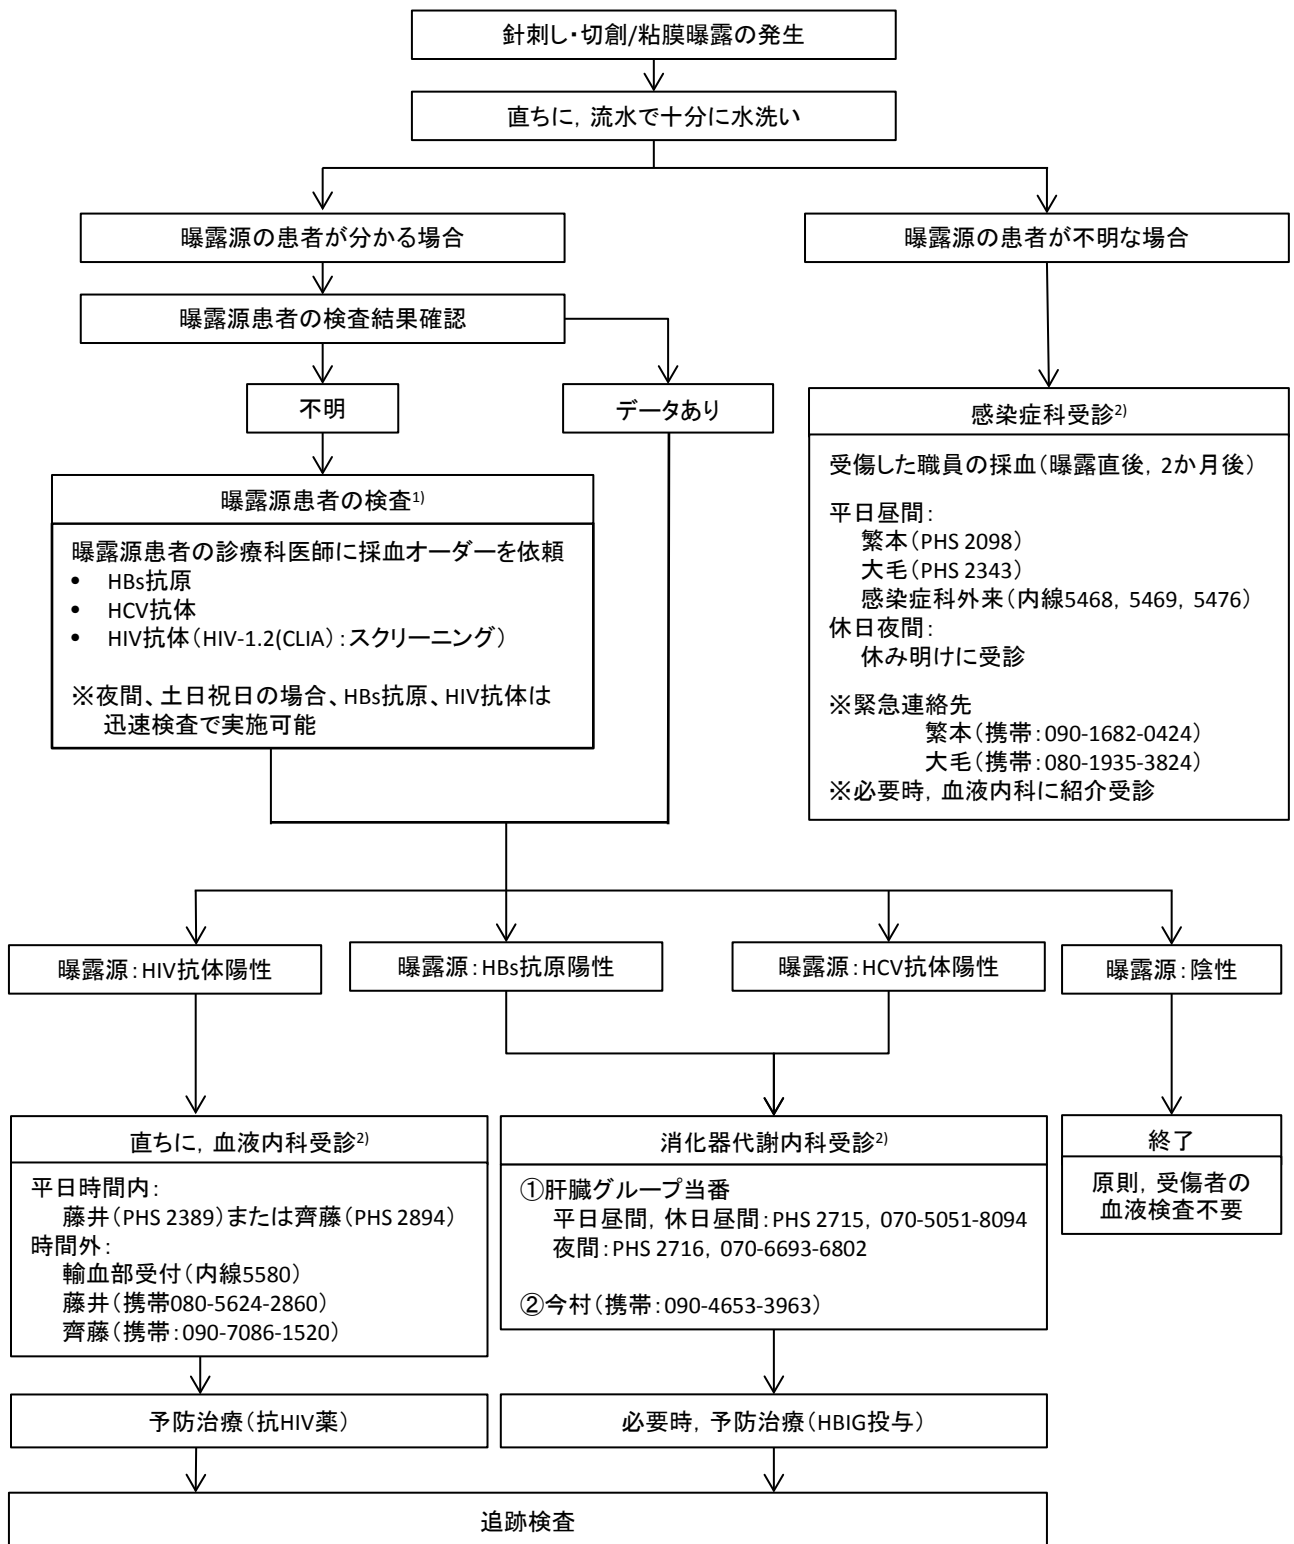 針刺し・切創/粘膜曝露の発生
直ちに，流水で十分に水洗い
曝露源の患者が分かる場合
曝露源の患者が不明な場合
曝露源患者の検査結果確認
不明
データあり
曝露源患者の検査1)
曝露源患者の診療科医師に採血オーダーを依頼
• HBs抗原
• HCV抗体
• HIV抗体（HIV-1.2(CLIA）：スクリーニング）
※夜間、土日祝日の場合、HBs抗原、HIV抗体は
迅速検査で実施可能
感染症科受診2)
受傷した職員の採血（曝露直後，2か月後）
平日昼間：
繁本（PHS 2098）
大毛（PHS 2343）
感染症科外来（内線5468，5469，5476）
休日夜間：
休み明けに受診
※緊急連絡先
繁本（携帯：090-1682-0424）
大毛（携帯：080-1935-3824）
※必要時，血液内科に紹介受診
曝露源：HIV抗体陽性
曝露源：HBs抗原陽性
曝露源：HCV抗体陽性
曝露源：陰性
直ちに，血液内科受診2)
平日時間内：
藤井（PHS 2389）または齊藤（PHS 2894）
時間外：
輸血部受付（内線5580）
藤井（携帯080-5624-2860）
齊藤（携帯：090-7086-1520）
消化器代謝内科受診2)
①肝臓グループ当番
平日昼間，休日昼間：PHS 2715，070-5051-8094
夜間：PHS 2716，070-6693-6802
②今村（携帯：090-4653-3963）
終了
原則，受傷者の
血液検査不要
予防治療（抗HIV薬）
必要時，予防治療（HBIG投与）
追跡検査